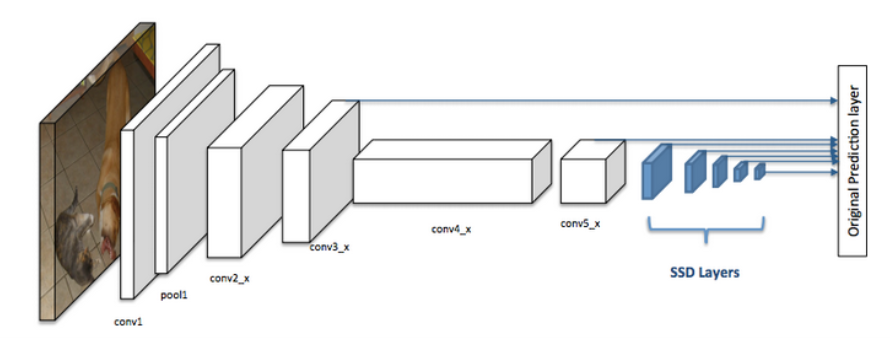 conv1
pool1
conv2_x
conv3_x
conv4_x
conv5_x
SSD Layers
Original Prediction layer